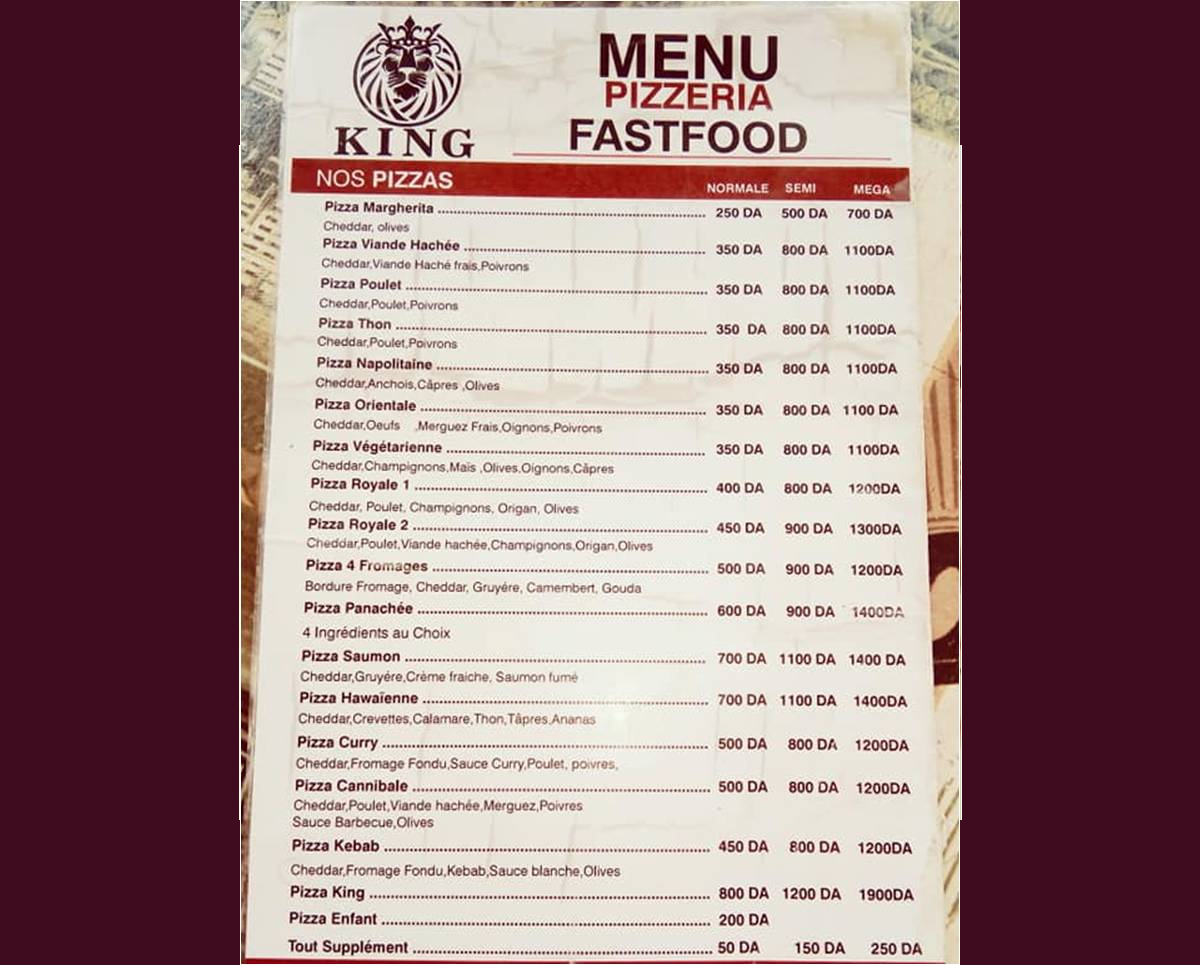 KING
MENU
PIZZERIA
FASTFOOD
NOS PIZZAS NORMALE SEMI MEGA
Pizza Margherita 250 DA 500 DA 700 DA
Cheddar, olives
Pizza Viande Hachée 350 DA 800 DA 1100DA
Cheddar,Viande Haché frais,Poivrons
Pizza Poulet 350 DA 800 DA 1100DA
Cheddar,Poulet,Poivrons
Pizza Thon 350 DA 800 DA 1100DA
Cheddar,Poulet,Poivrons
Pizza Napolitaine 350 DA 800 DA 1100DA
Cheddar,Anchois,Câpres ,Olives
Pizza Orientale 350 DA 800 DA 1100 DA
Cheddar,Oeufs ,Merguez Frais,Oignons,Poivrons
Pizza Végétarienne 350 DA 800 DA 1100DA
Cheddar,Champignons,Maïs ,Olives,Oignons,Câpres
Pizza Royale 1 400 DA 800 DA 1200DA
Cheddar, Poulet, Champignons, Origan, Olives
Pizza Royale 2 450 DA 900 DA 1300DA
Cheddar,Poulet,Viande hachée,Champignons,Origan,Olives
Pizza 4 Fromages 500 DA 900 DA 1200DA
Bordure Fromage, Cheddar, Gruyére, Camembert, Gouda
Pizza Panachée 600 DA 900 DA 1400DA
4 Ingrédients au Choix
Pizza Saumon 700 DA 1100 DA 1400 DA
Cheddar,Gruyére,Crème fraiche, Saumon fumé
Pizza Hawaïenne 700 DA 1100 DA 1400DA
Cheddar,Crevettes,Calamare,Thon,Tâpres,Ananas
Pizza Curry 500 DA 800 DA 1200DA
Cheddar,Fromage Fondu,Sauce Curry,Poulet, poivres,
Pizza Cannibale 500 DA 800 DA 1200DA
Cheddar,Poulet,Viande hachée,Merguez,Poivres
Sauce Barbecue,Olives
Pizza Kebab 450 DA 800 DA 1200DA
Cheddar,Fromage Fondu,Kebab,Sauce blanche,Olives
Pizza King 800 DA 1200 DA 1900DA
Pizza Enfant 200 DA
Tout Supplément 50 DA 150 DA 250 DA